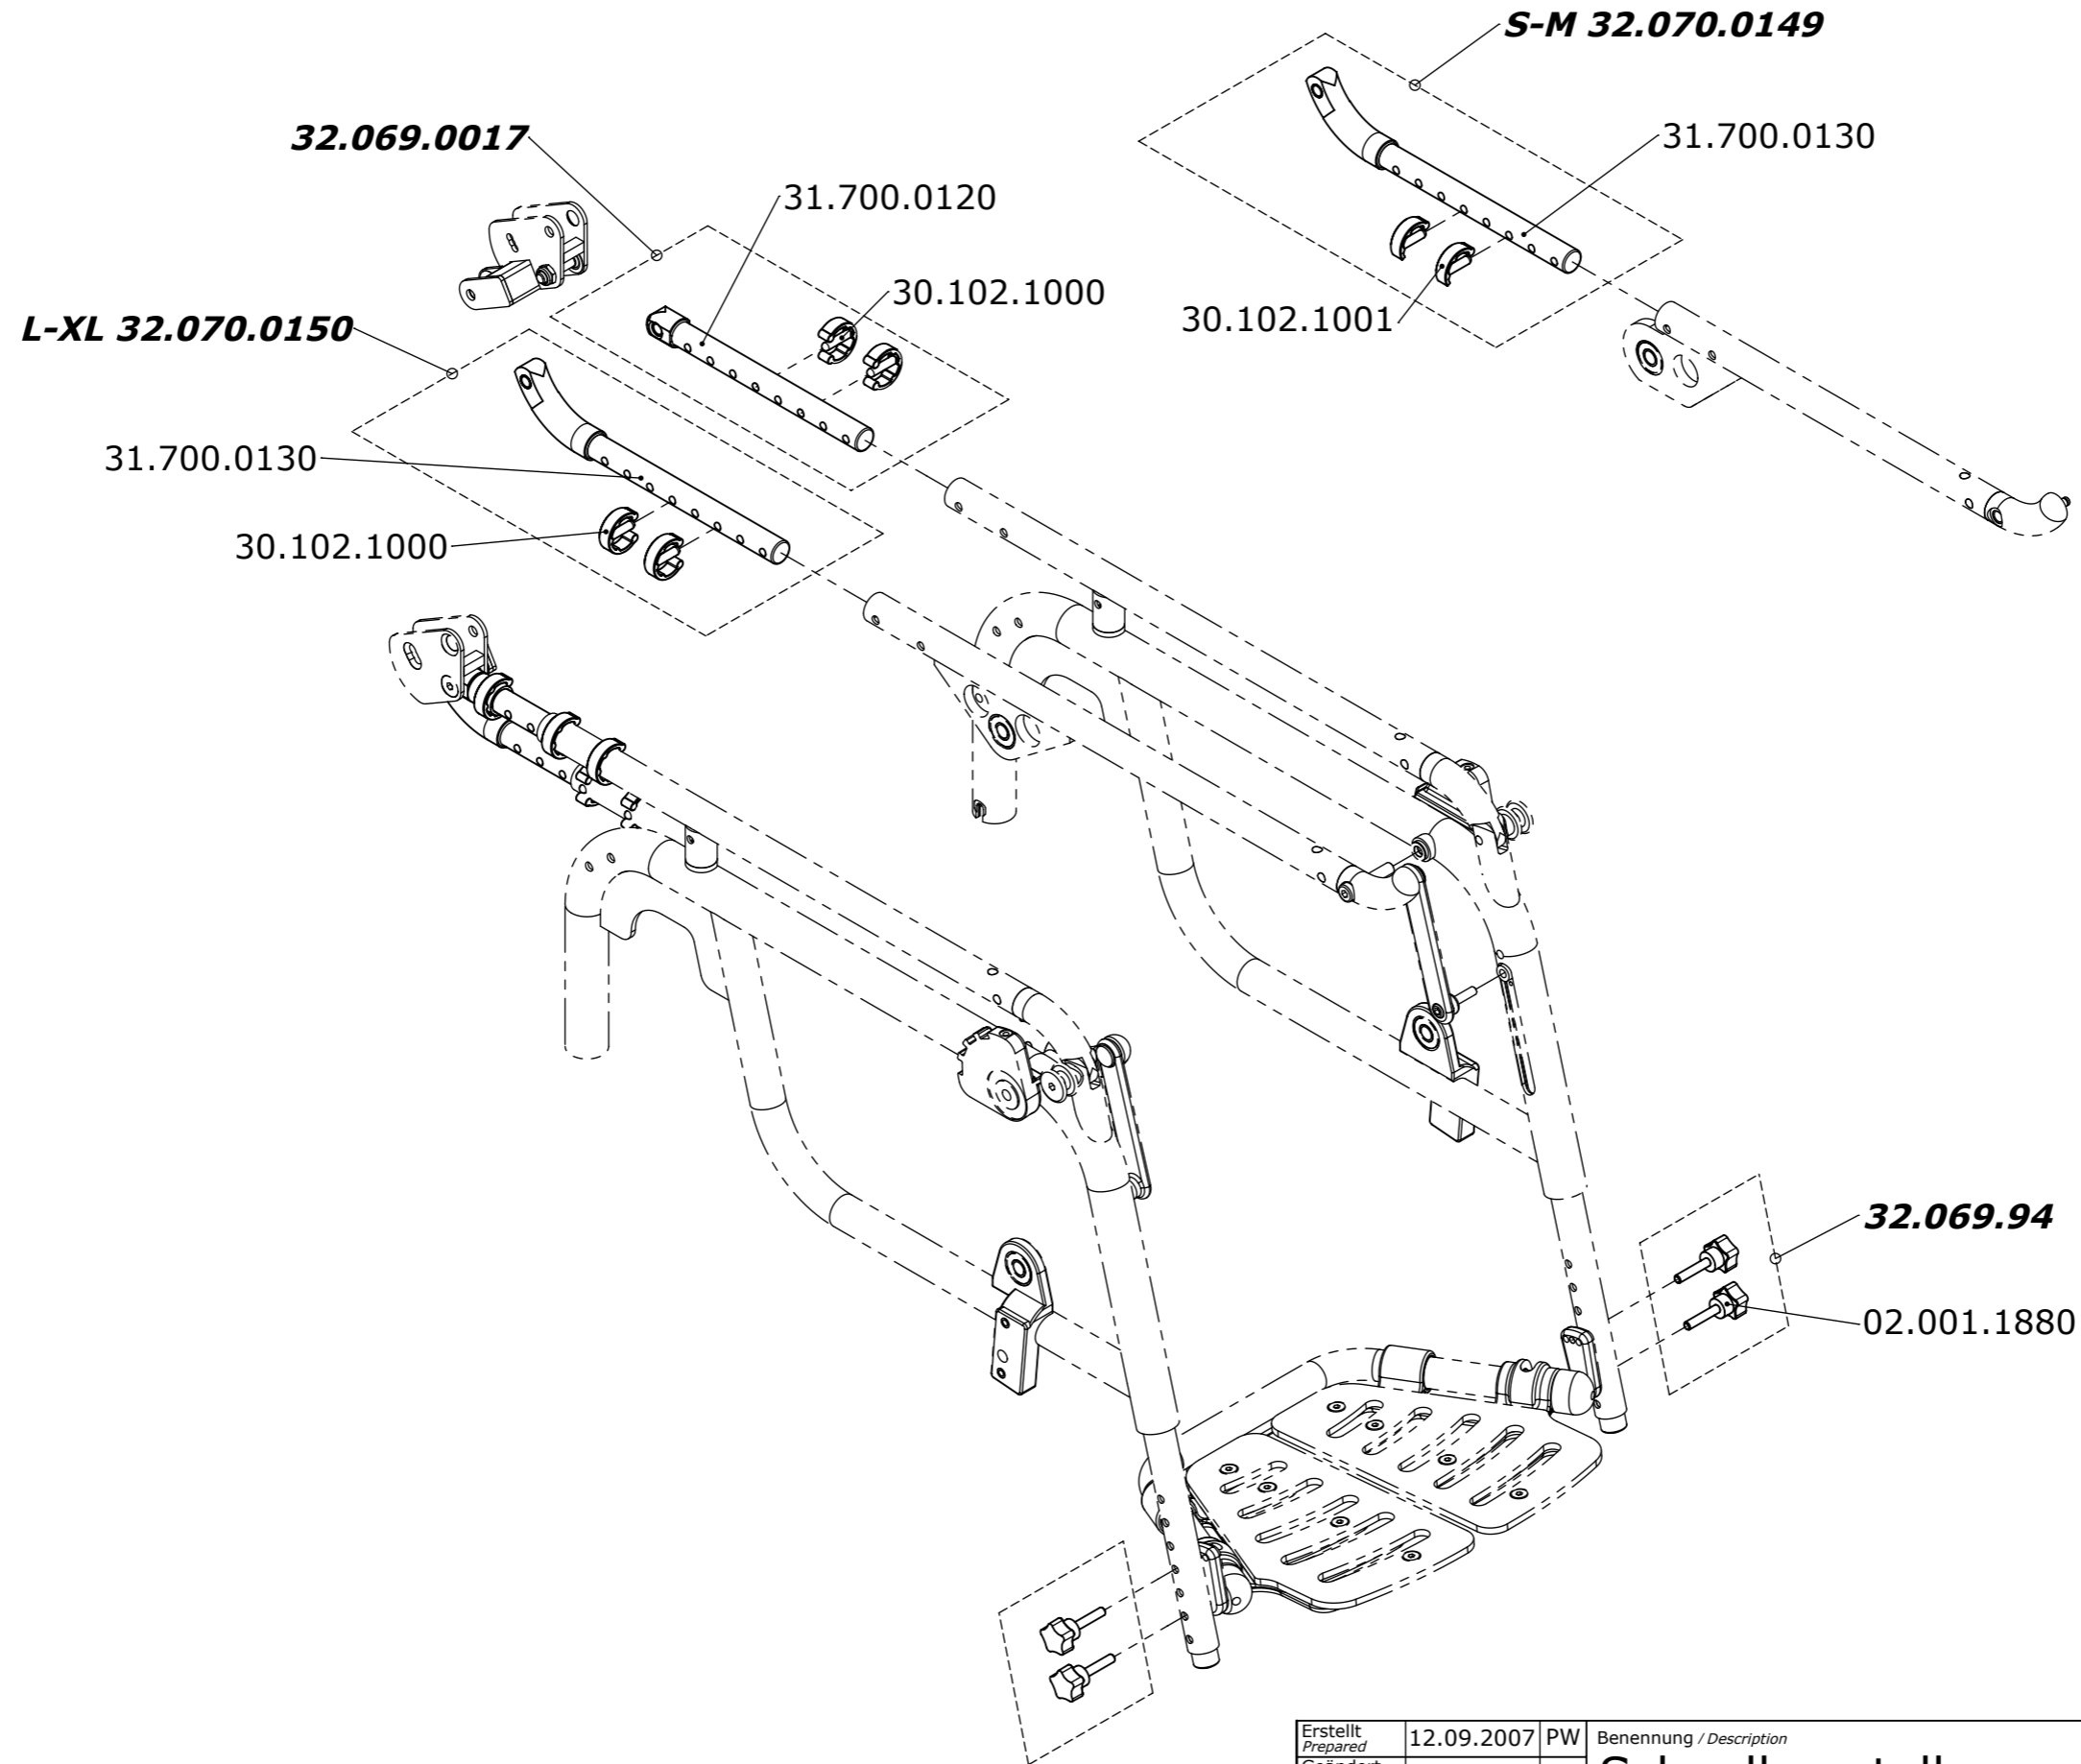 S-M 32.070.0149
32.069.0017
31.700.0130
31.700.0120
30.102.1000
30.102.1001
L-XL 32.070.0150
31.700.0130
30.102.1000
32.069.94
02.001.1880
Erstellt 12.09.2007 PW Benennung / Description
Prepared